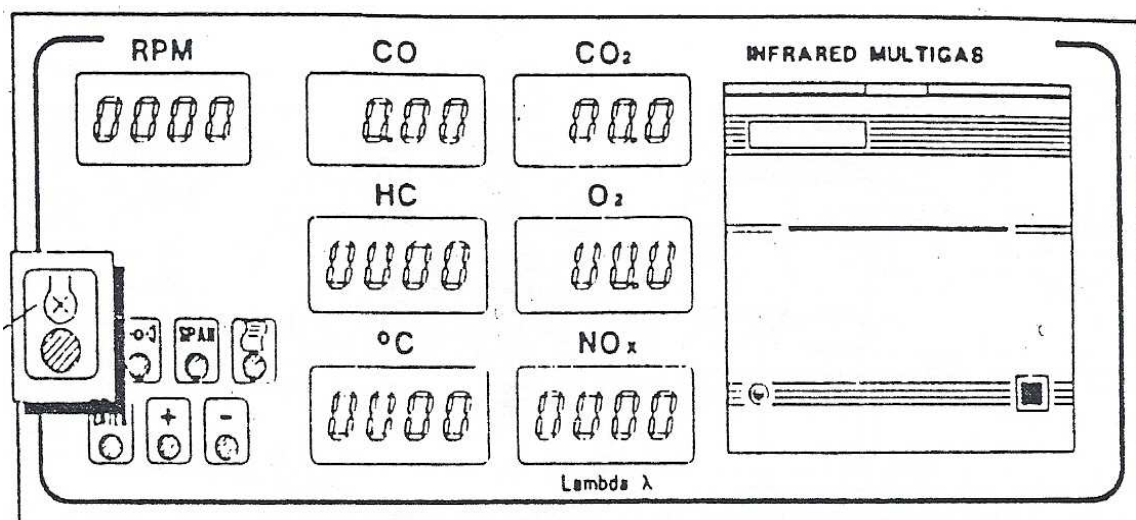 RPM
CO
CO₂
INFRARED MULTIGAS
0000
0.00
00.0
HC
O₂
0000
00.0
SPAN
°C
NOx
0000
0000
+
-
Lambda λ